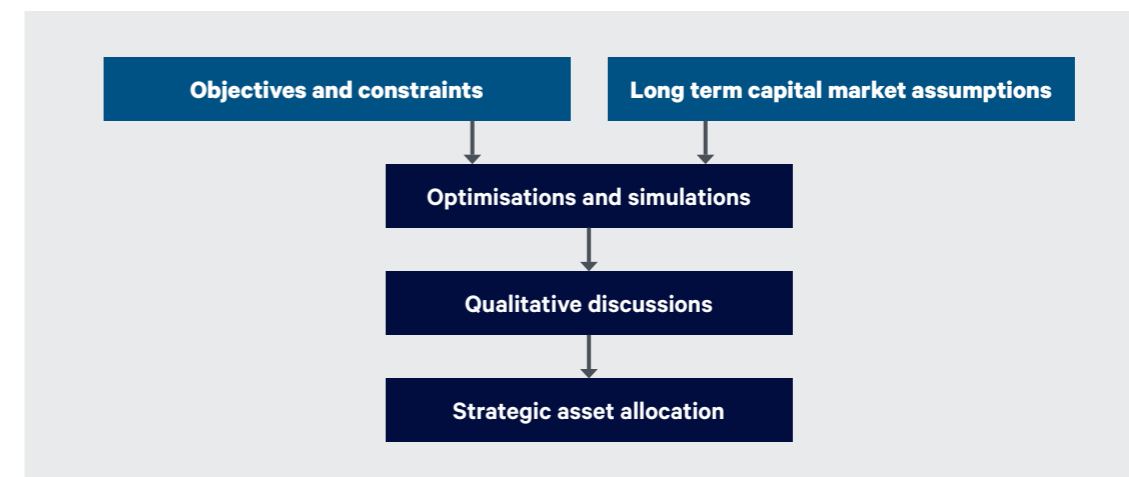 Objectives and constraints
Long term capital market assumptions
Optimisations and simulations
Qualitative discussions
Strategic asset allocation